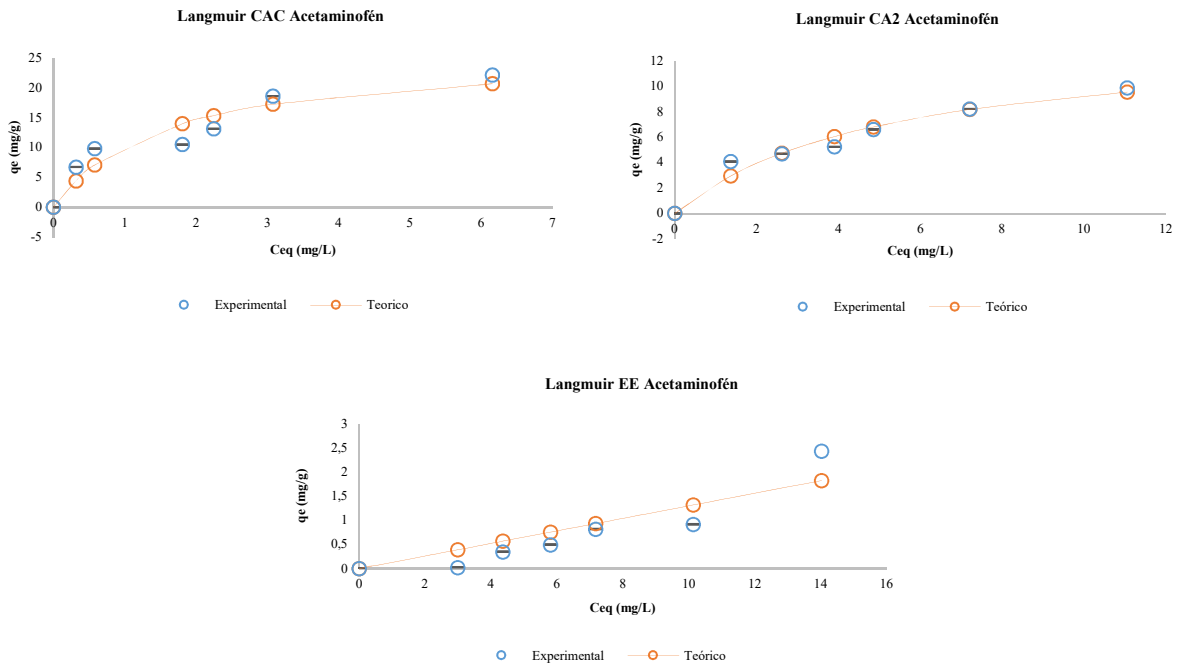 Langmuir CAC Acetaminofén
qe (mg/g)
25
20
15
10
5
0
-5
0 1 2 3 4 5 6 7
Ceq (mg/L)
Experimental Teorico
Langmuir CA2 Acetaminofén
qe (mg/g)
12
10
8
6
4
2
0
-2
0 2 4 6 8 10 12
Ceq (mg/L)
Experimental Teórico
Langmuir EE Acetaminofén
qe (mg/g)
3
2,5
2
1,5
1
0,5
0
0 2 4 6 8 10 12 14 16
Ceq (mg/L)
Experimental Teórico